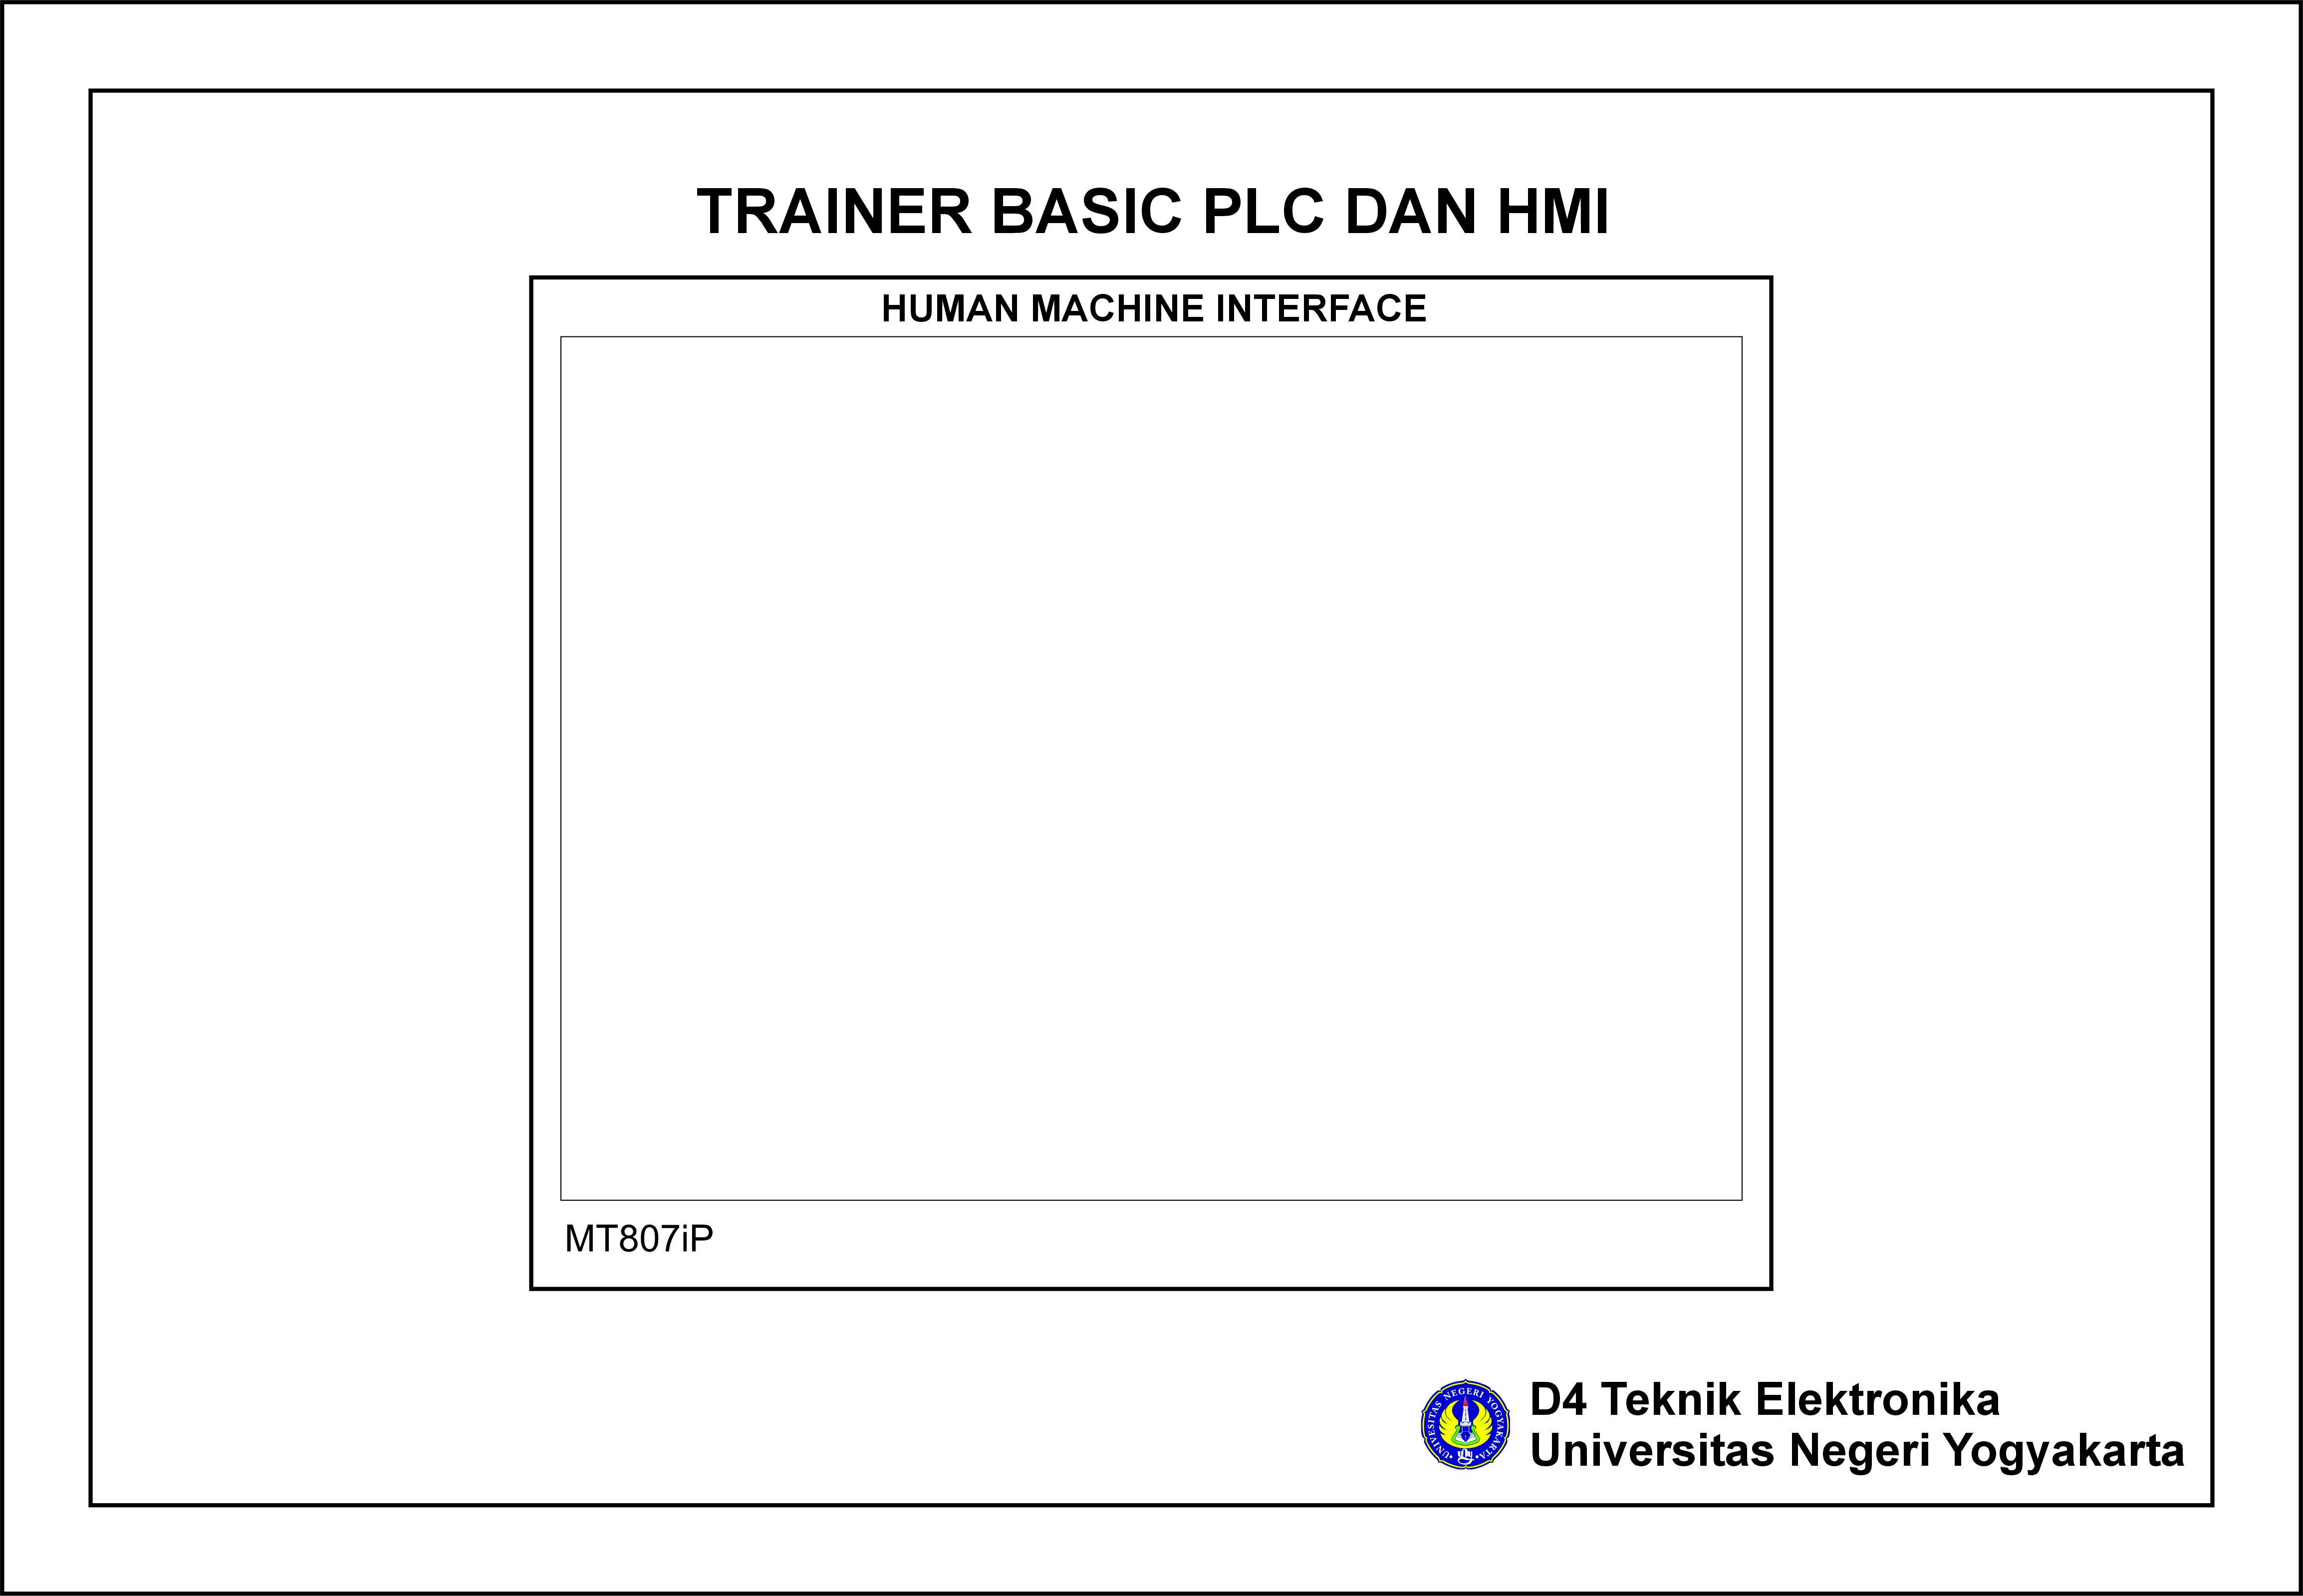 TRAINER BASIC PLC DAN HMI
HUMAN MACHINE INTERFACE
MT807iP
UNIVERSITAS NEGERI YOGYAKARTA
D4 Teknik Elektronika
Universitas Negeri Yogyakarta